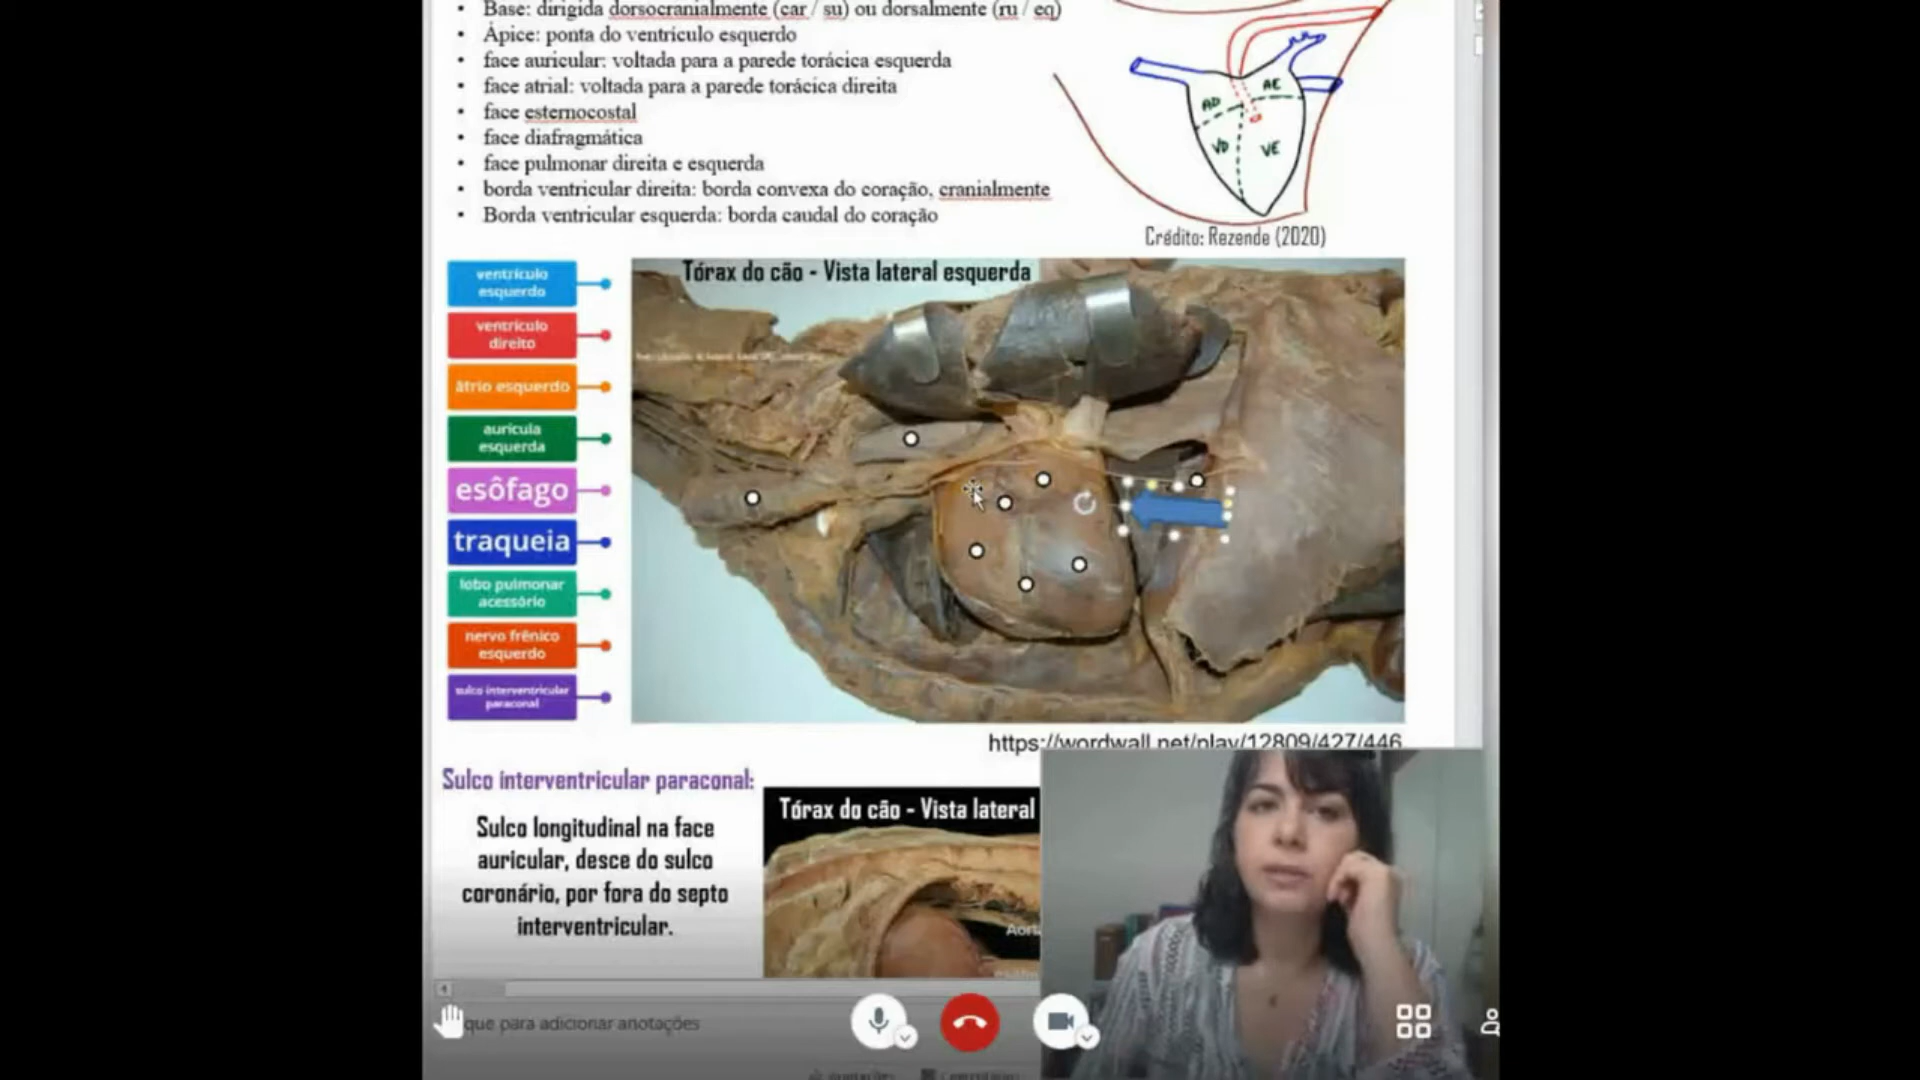 Base: dirigida dorsocranialmente (car / su) ou dorsalmente (ru / eq)
Ápice: ponta do ventrículo esquerdo
face auricular: voltada para a parede torácica esquerda
face atrial: voltada para a parede torácica direita
face esternocostal
face diafragmática
face pulmonar direita e esquerda
borda ventricular direita: borda convexa do coração, cranialmente
Borda ventricular esquerda: borda caudal do coração
AD
AE
VD
VE
Crédito: Rezende (2020)
ventrículo
esquerdo
ventrículo
direito
átrio esquerdo
aurícula
esquerda
esôfago
traqueia
lobo pulmonar
acessório
nervo frênico
esquerdo
sulco interventricular
paraconal
Tórax do cão - Vista lateral esquerda
https://wordwall.net/play/12809/427/446
Sulco interventricular paraconal:
Sulco longitudinal na face
auricular, desce do sulco
coronário, por fora do septo
interventricular.
Tórax do cão - Vista lateral
Aort
que para adicionar anotações